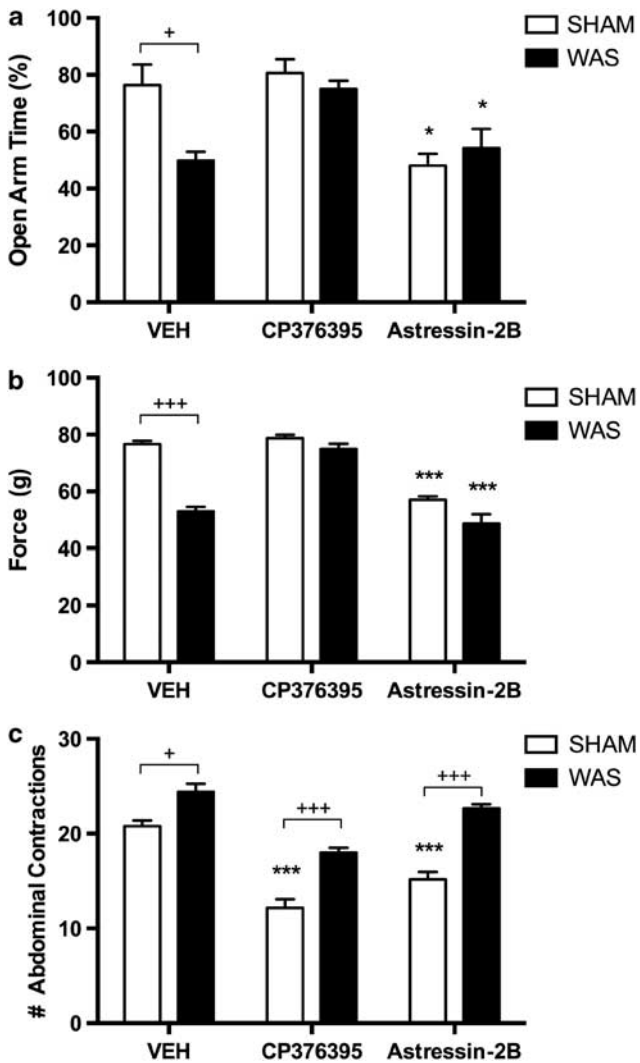 a
100
80
60
40
20
0
Open Arm Time (%)
+
*
*
SHAM
WAS
VEH
CP376395
Astressin-2B
b
100
80
60
40
20
0
Force (g)
+++
***
***
SHAM
WAS
VEH
CP376395
Astressin-2B
c
30
20
10
0
# Abdominal Contractions
+
***
+++
***
+++
SHAM
WAS
VEH
CP376395
Astressin-2B